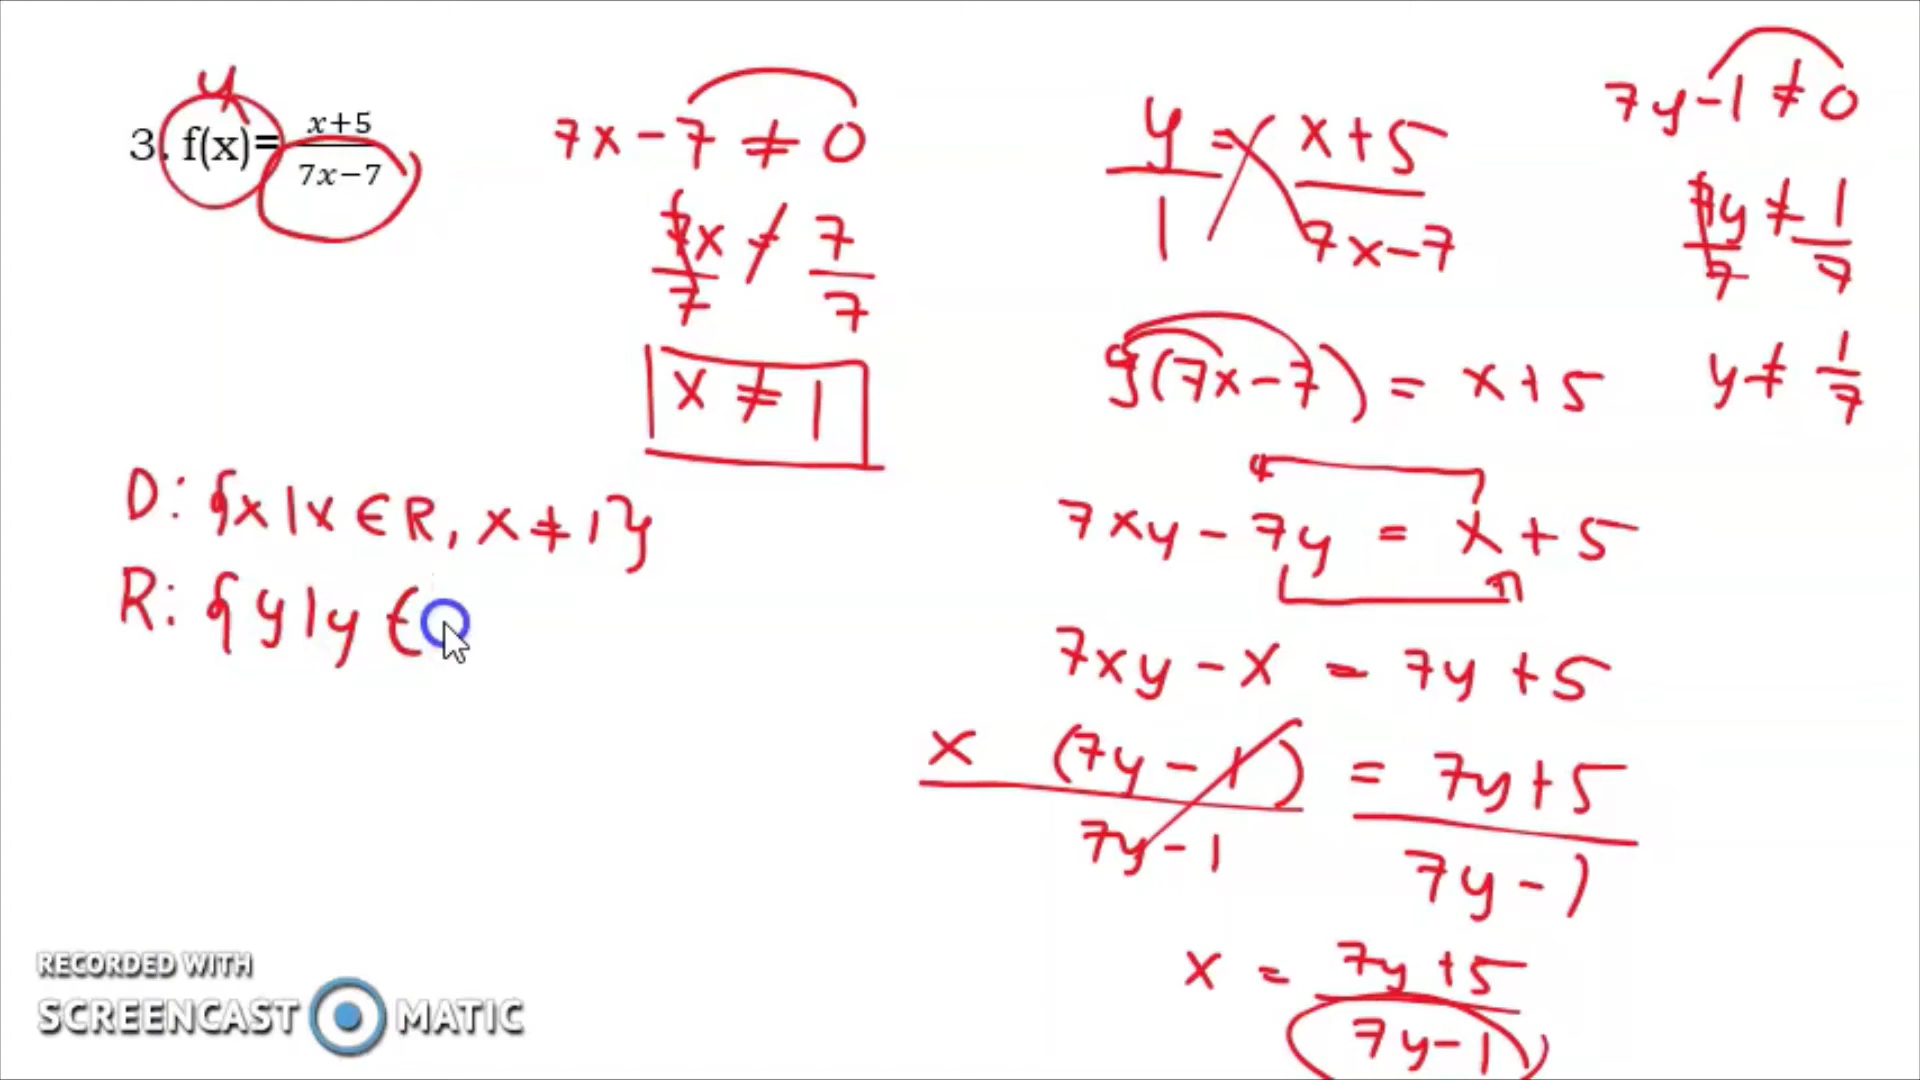 y
3. f(x)= x+5
7x−7
7x − 7 ≠ 0
7x ≠ 7
7 7
x ≠ 1
D: {x|x ∈ R, x ≠ 1}
R: {y|y ∈
y = x+5
1 7x−7
y(7x−7) = x+5
7xy − 7y = x+5
7xy − x = 7y +5
x (7y − 1) = 7y+5
7y−1 7y−1
x = 7y+5
7y−1
7y−1 ≠ 0
7y ≠ 1
7 7
y ≠ 1
7
RECORDED WITH
SCREENCAST MATIC